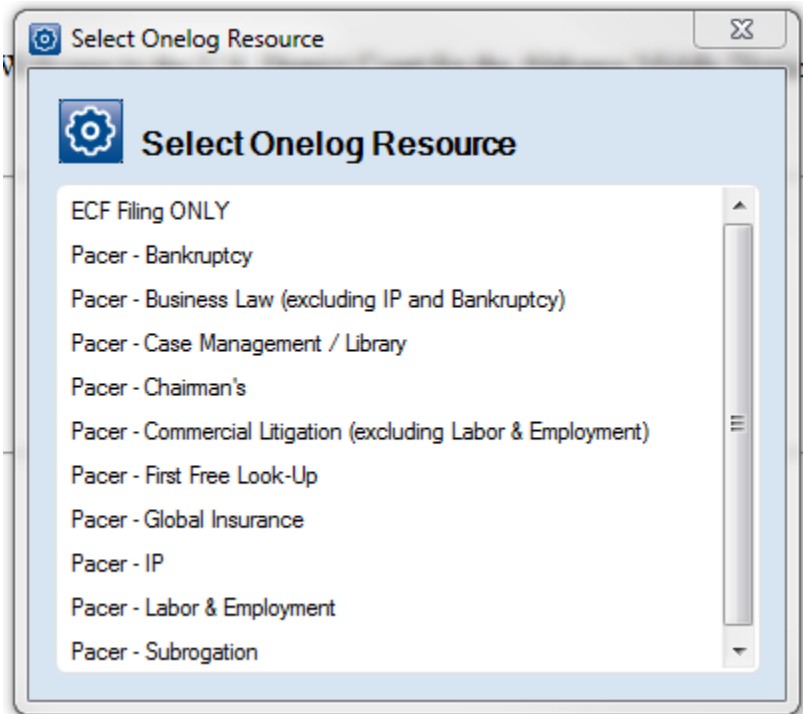 Select Onelog Resource
Select Onelog Resource
ECF Filing ONLY
Pacer - Bankruptcy
Pacer - Business Law (excluding IP and Bankruptcy)
Pacer - Case Management / Library
Pacer - Chairman's
Pacer - Commercial Litigation (excluding Labor & Employment)
Pacer - First Free Look-Up
Pacer - Global Insurance
Pacer - IP
Pacer - Labor & Employment
Pacer - Subrogation